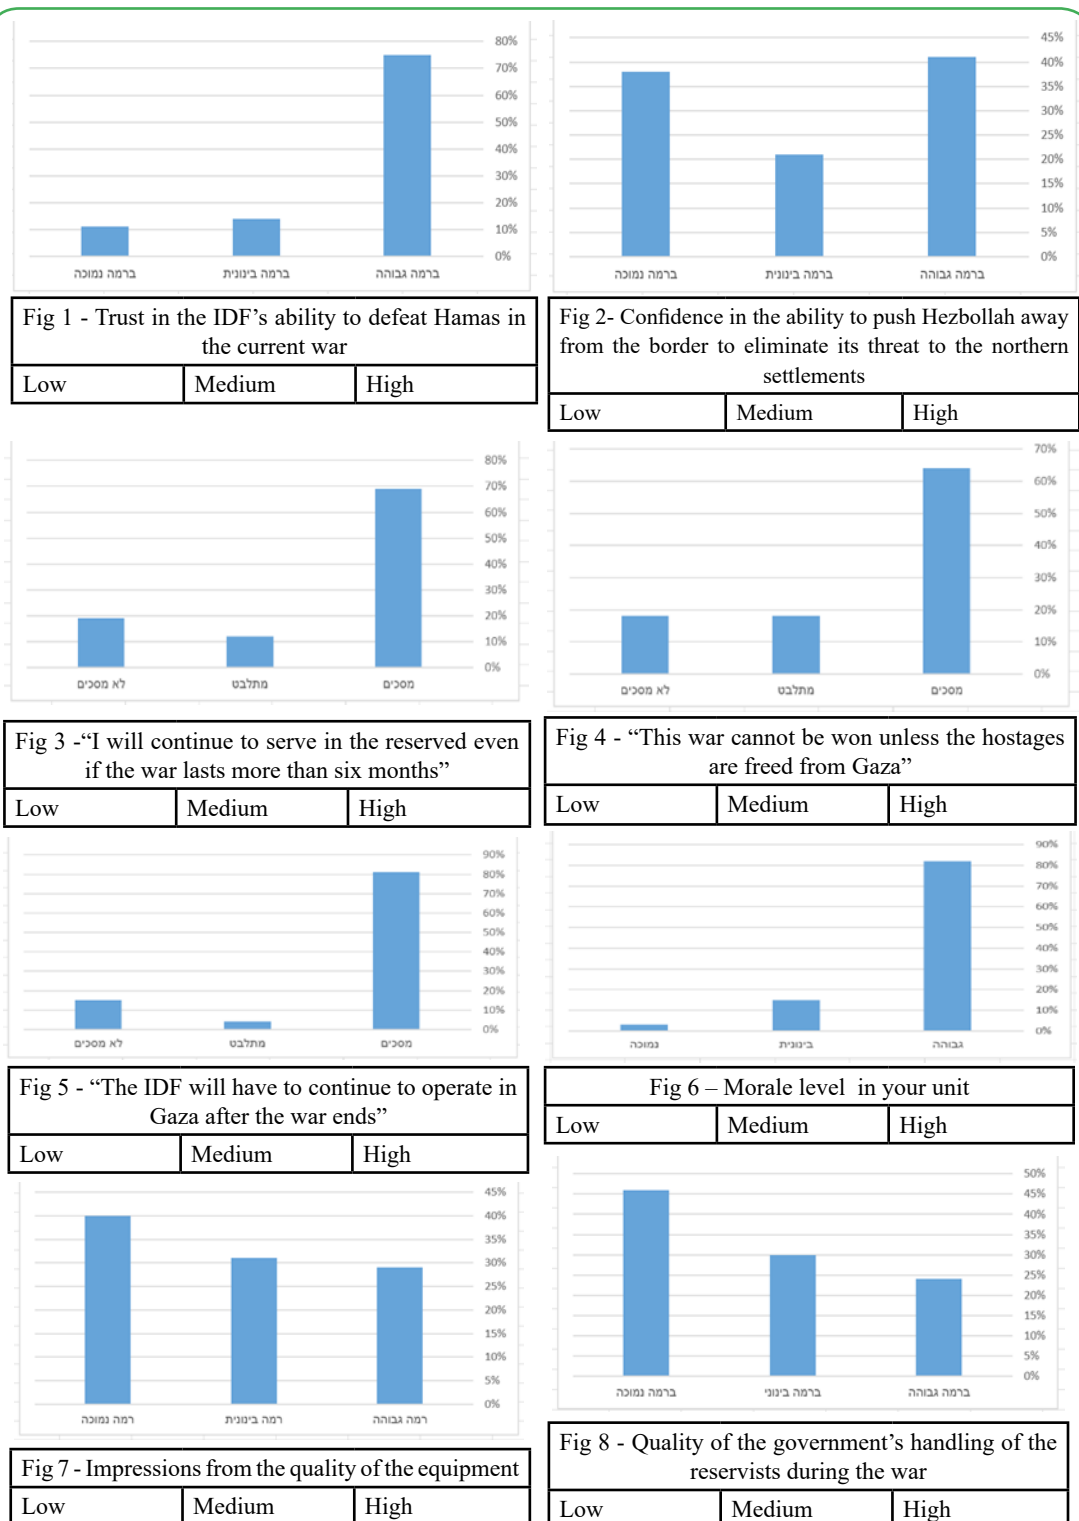 80%
70%
60%
50%
40%
30%
20%
10%
0%
ברמה נמוכה
ברמה בינונית
ברמה גבוהה
Fig 1 - Trust in the IDF’s ability to defeat Hamas in
the current war
Low Medium High
45%
40%
35%
30%
25%
20%
15%
10%
5%
0%
ברמה נמוכה
ברמה בינונית
ברמה גבוהה
Fig 2- Confidence in the ability to push Hezbollah away
from the border to eliminate its threat to the northern
settlements
Low Medium High
80%
70%
60%
50%
40%
30%
20%
10%
0%
לא מסכים
מתלבט
מסכים
Fig 3 -“I will continue to serve in the reserved even
if the war lasts more than six months”
Low Medium High
70%
60%
50%
40%
30%
20%
10%
0%
לא מסכים
מתלבט
מסכים
Fig 4 - “This war cannot be won unless the hostages
are freed from Gaza”
Low Medium High
90%
80%
70%
60%
50%
40%
30%
20%
10%
0%
לא מסכים
מתלבט
מסכים
Fig 5 - “The IDF will have to continue to operate in
Gaza after the war ends”
Low Medium High
90%
80%
70%
60%
50%
40%
30%
20%
10%
0%
נמוכה
בינונית
גבוהה
Fig 6 – Morale level in your unit
Low Medium High
45%
40%
35%
30%
25%
20%
15%
10%
5%
0%
רמה נמוכה
רמה בינונית
רמה גבוהה
Fig 7 - Impressions from the quality of the equipment
Low Medium High
50%
45%
40%
35%
30%
25%
20%
15%
10%
5%
0%
ברמה נמוכה
ברמה בינוני
ברמה גבוהה
Fig 8 - Quality of the government’s handling of the
reservists during the war
Low Medium High